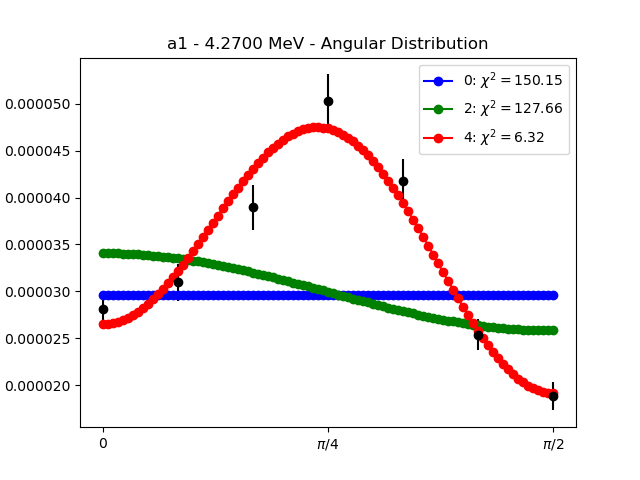 a1 - 4.2700 MeV - Angular Distribution
0: χ² = 150.15
2: χ² = 127.66
4: χ² = 6.32
0.000050
0.000045
0.000040
0.000035
0.000030
0.000025
0.000020
0
π/4
π/2